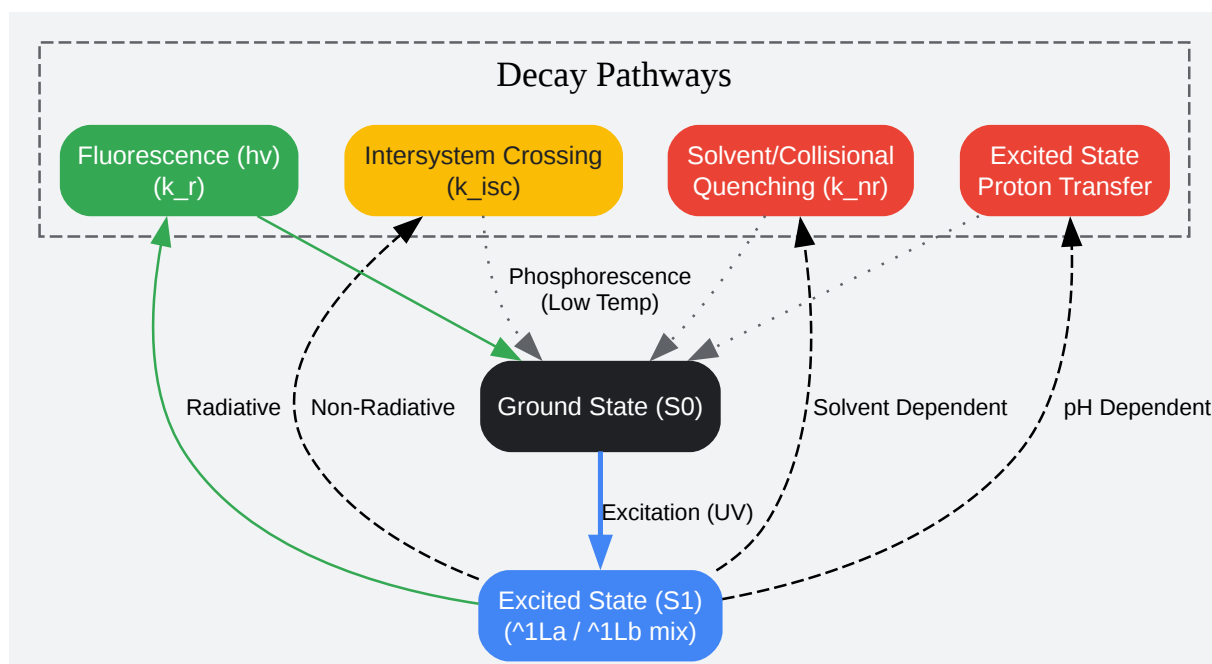 Decay Pathways
Fluorescence (hv)
(k_r)
Intersystem Crossing
(k_isc)
Solvent/Collisional
Quenching (k_nr)
Excited State
Proton Transfer
Phosphorescence
(Low Temp)
Ground State (S0)
Radiative
Non-Radiative
Solvent Dependent
pH Dependent
Excitation (UV)
Excited State (S1)
(^1La / ^1Lb mix)